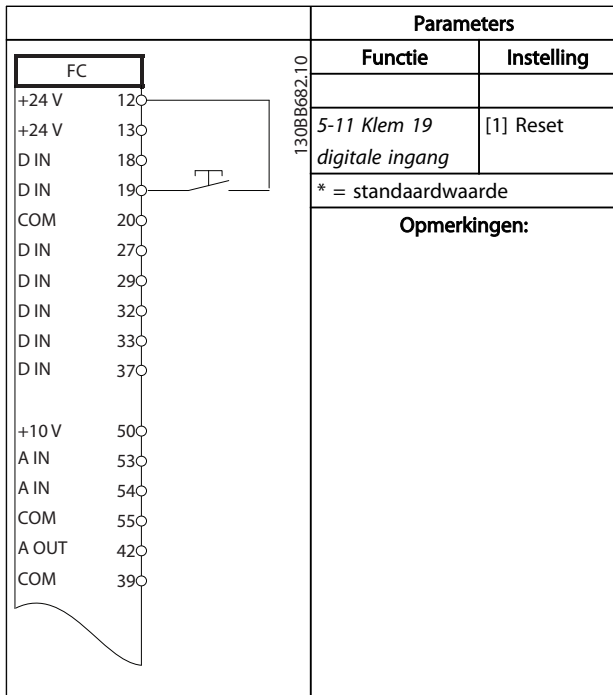 Parameters
Functie Instelling
5-11 Klem 19 [1] Reset
digitale ingang
* = standaardwaarde
Opmerkingen:
130BB682.10
FC
+24 V 12
+24 V 13
D IN 18
D IN 19
COM 20
D IN 27
D IN 29
D IN 32
D IN 33
D IN 37
+10 V 50
A IN 53
A IN 54
COM 55
A OUT 42
COM 39